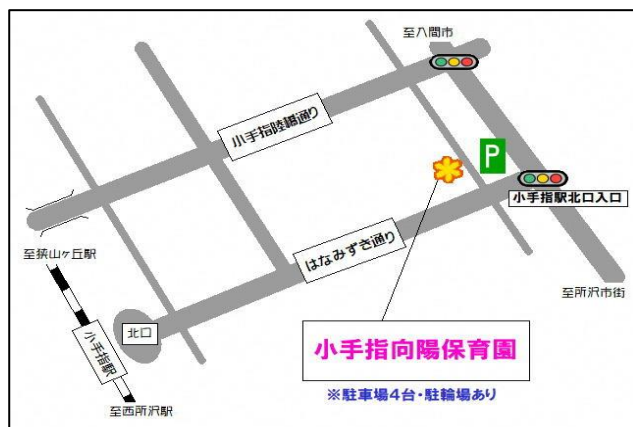 至八間市
小手指陸橋通り
P
小手指駅北口入口
至狭山ヶ丘駅
はなみずき通り
至所沢市街
北口
小手指駅
小手指向陽保育園
※駐車場4台・駐輪場あり
至西所沢駅